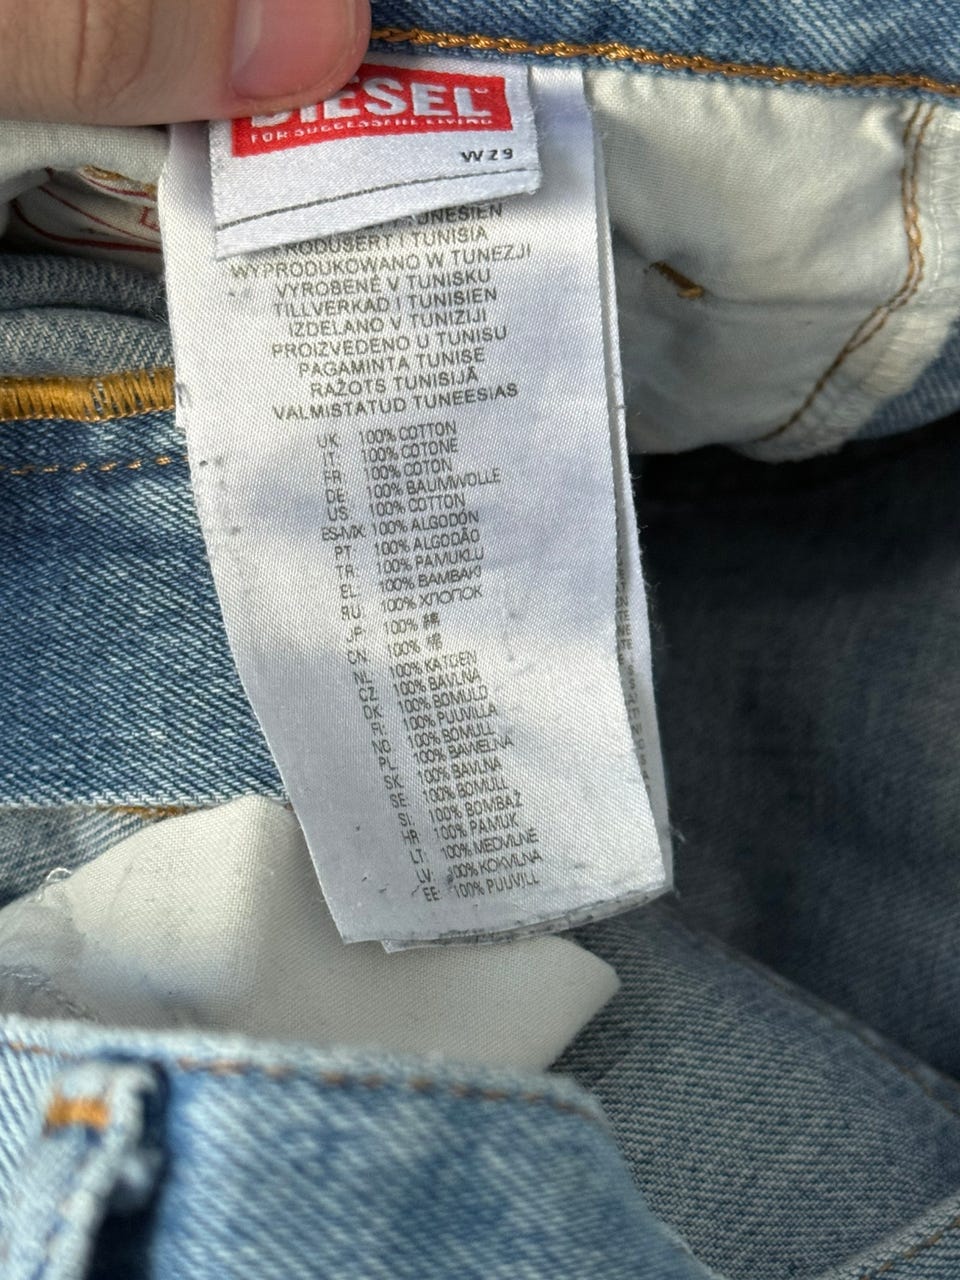 DIESEL
FOR SUCCESSFUL LIVING
W29
TUNESIEN
PRODUSERT I TUNISIA
WYPRODUKOWANO W TUNEZJI
VYROBENÉ V TUNISKU
TILLVERKAD I TUNISIEN
IZDELANO V TUNIZIJI
PROIZVEDENO U TUNISU
PAGAMINTA TUNISE
RAŽOTS TUNISIJĀ
VALMISTATUD TUNEESIAS
UK: 100% COTTON
IT: 100% COTONE
FR: 100% COTON
DE: 100% BAUMWOLLE
US: 100% COTTON
ES-MX: 100% ALGODÓN
PT: 100% ALGODÃO
TR: 100% PAMUKLU
EL: 100% ΒΑΜΒΑΚΙ
RU: 100% ХЛОПОК
JP: 100% 綿
CN: 100% 棉
NL: 100% KATOEN
CZ: 100% BAVLNA
DK: 100% BOMULD
FI: 100% PUUVILLA
NO: 100% BOMULL
PL: 100% BAWEŁNA
SK: 100% BAVLNA
SE: 100% BOMULL
SI: 100% BOMBAŽ
HR: 100% PAMUK
LT: 100% MEDVILNĖ
LV: 100% KOKVILNA
EE: 100% PUUVILL